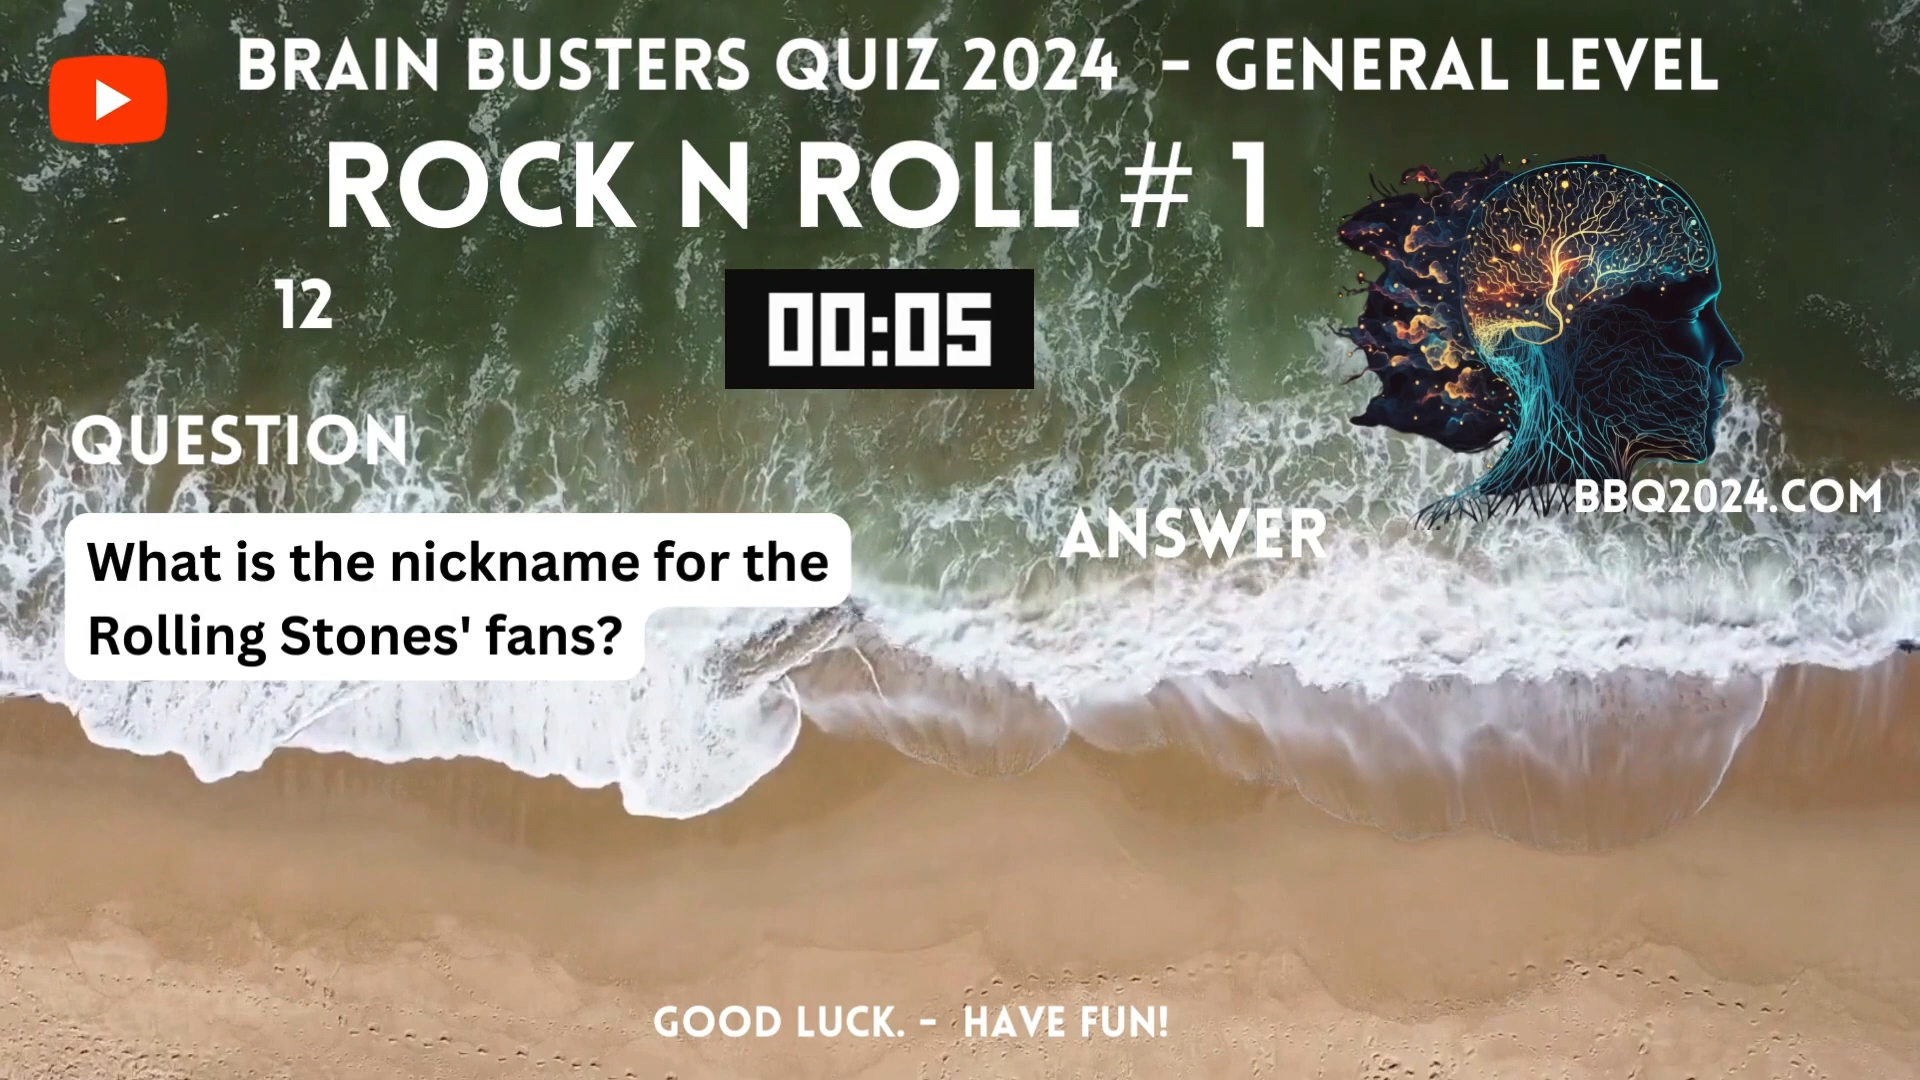 BRAIN BUSTERS QUIZ 2024 - GENERAL LEVEL
ROCK N ROLL # 1
12
00:05
QUESTION
BBQ2024.COM
ANSWER
What is the nickname for the
Rolling Stones' fans?
GOOD LUCK. - HAVE FUN!